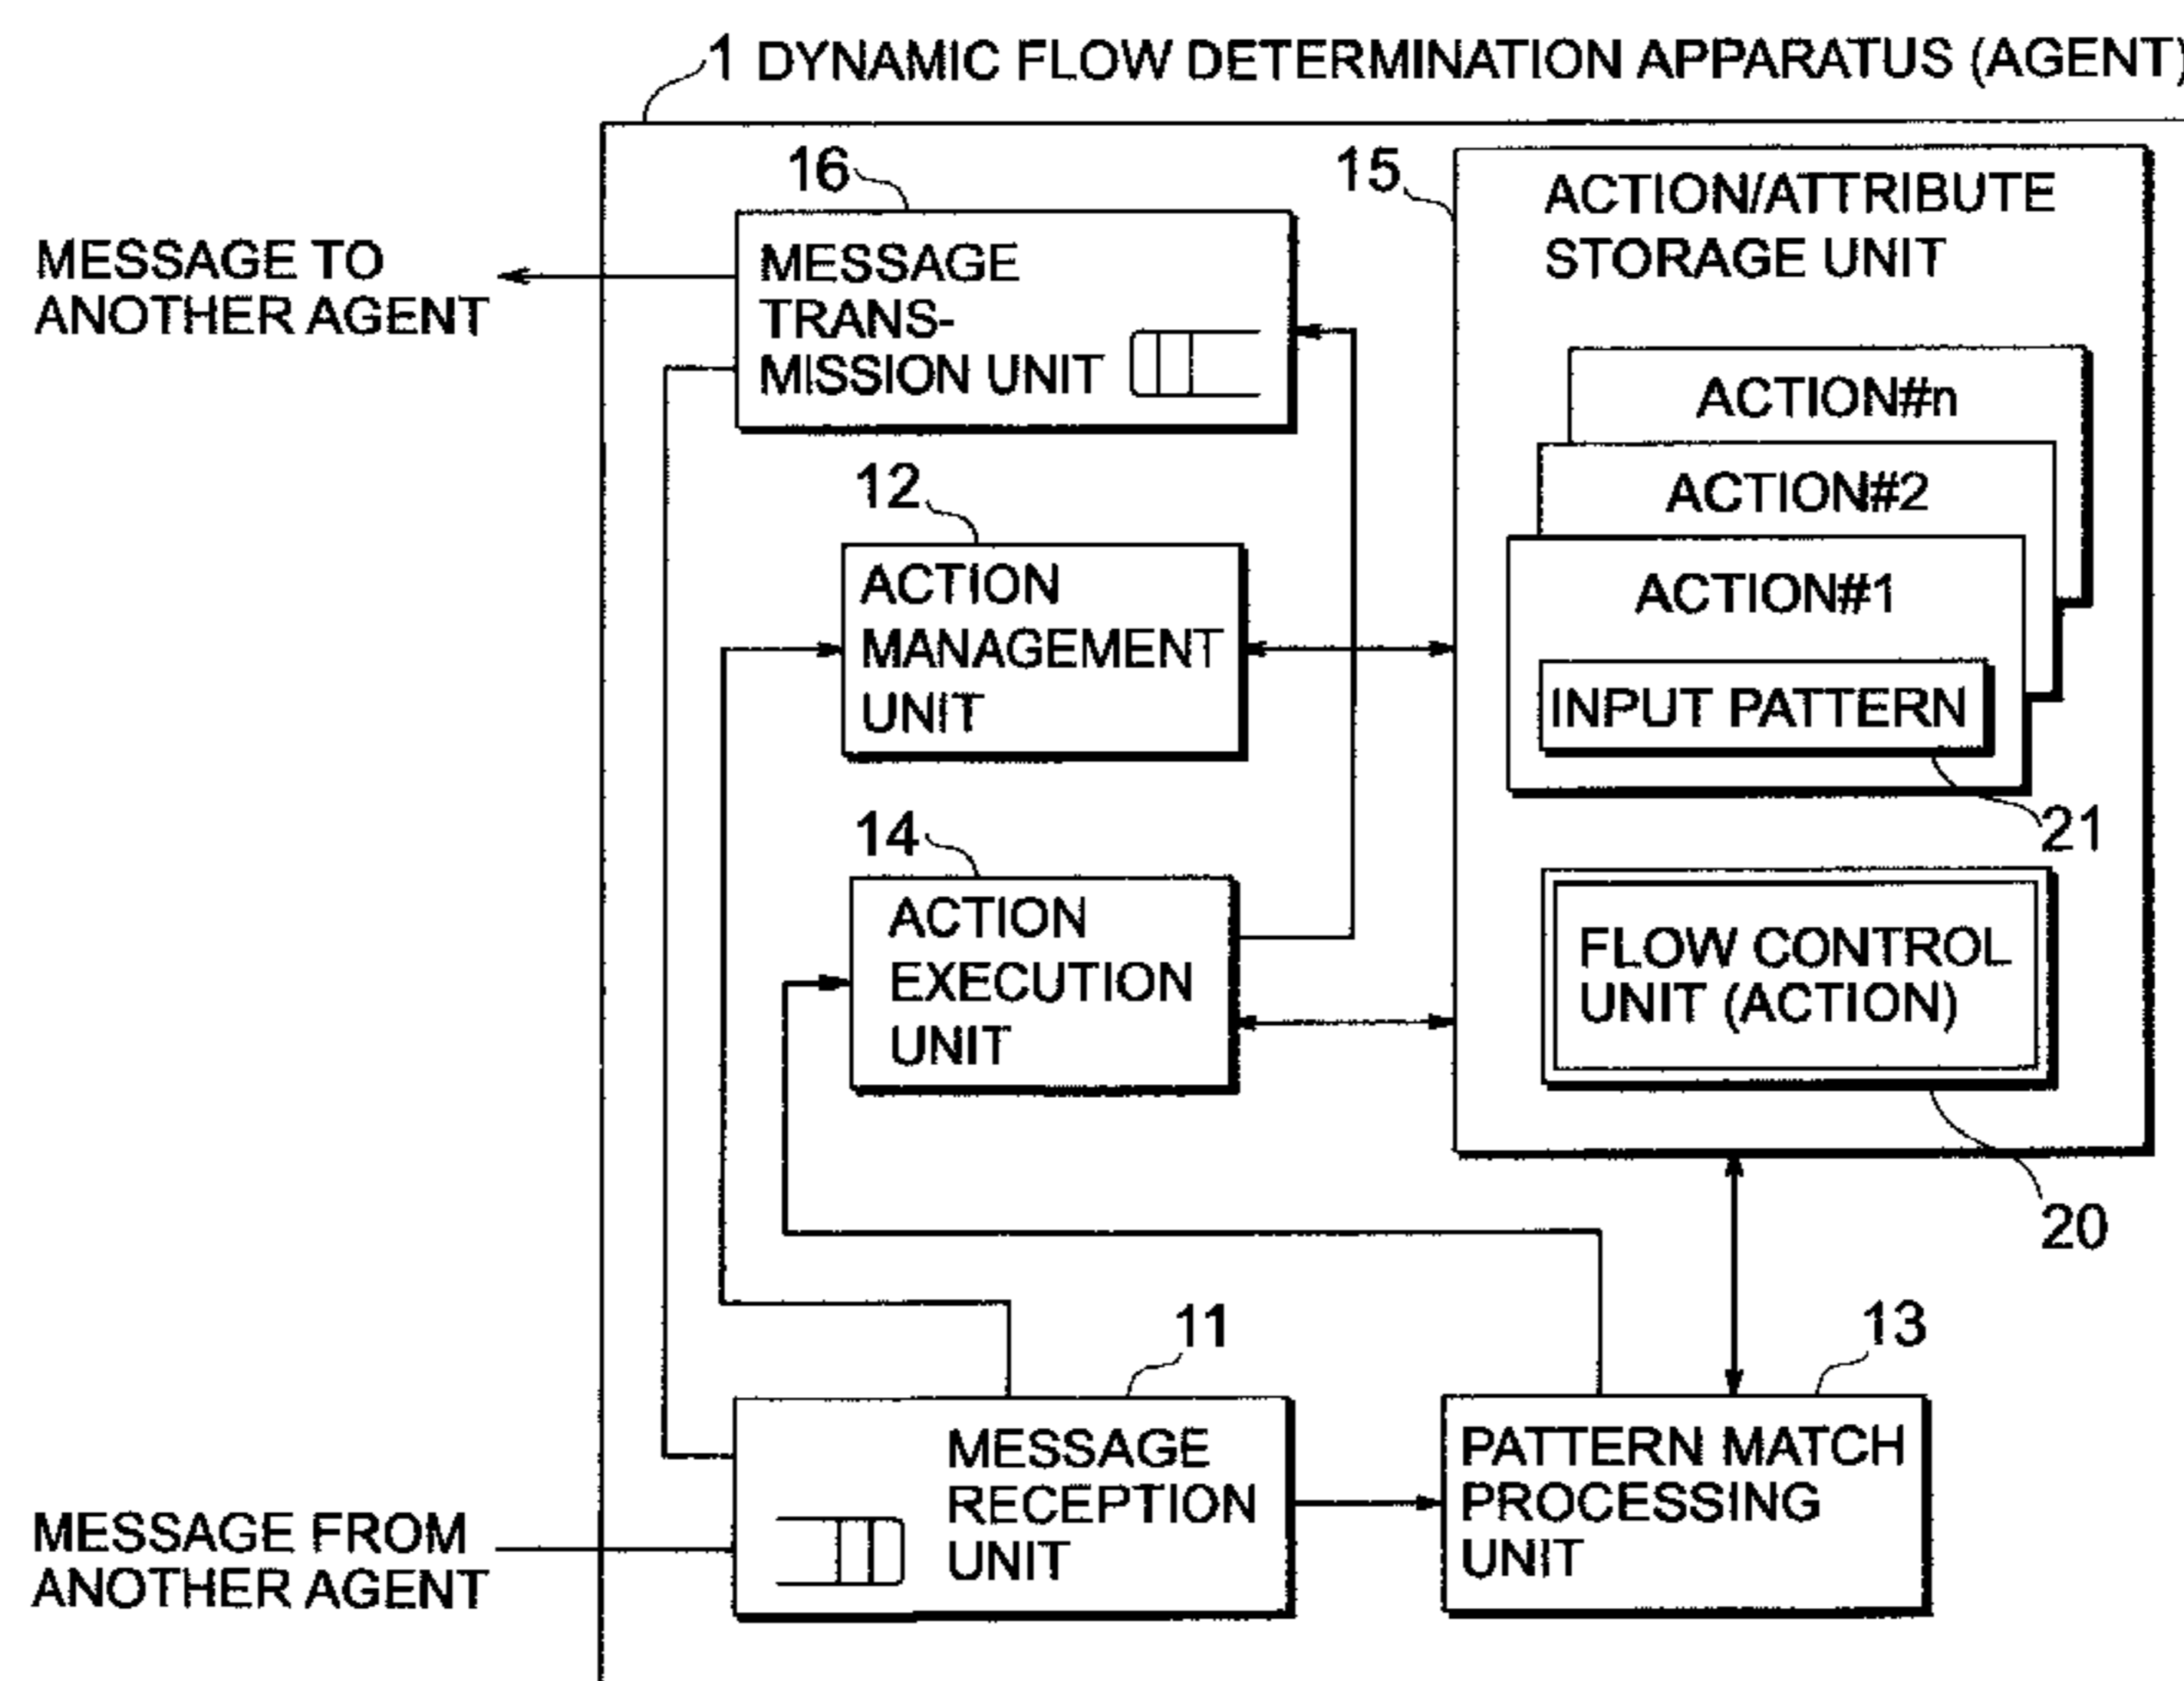 1 DYNAMIC FLOW DETERMINATION APPARATUS (AGENT)
16
15
MESSAGE TO
ANOTHER AGENT
MESSAGE
TRANS-
MISSION UNIT
ACTION/ATTRIBUTE
STORAGE UNIT
ACTION#n
ACTION#2
ACTION#1
INPUT PATTERN
21
12
ACTION
MANAGEMENT
UNIT
14
ACTION
EXECUTION
UNIT
FLOW CONTROL
UNIT (ACTION)
20
11
13
MESSAGE FROM
ANOTHER AGENT
MESSAGE
RECEPTION
UNIT
PATTERN MATCH
PROCESSING
UNIT